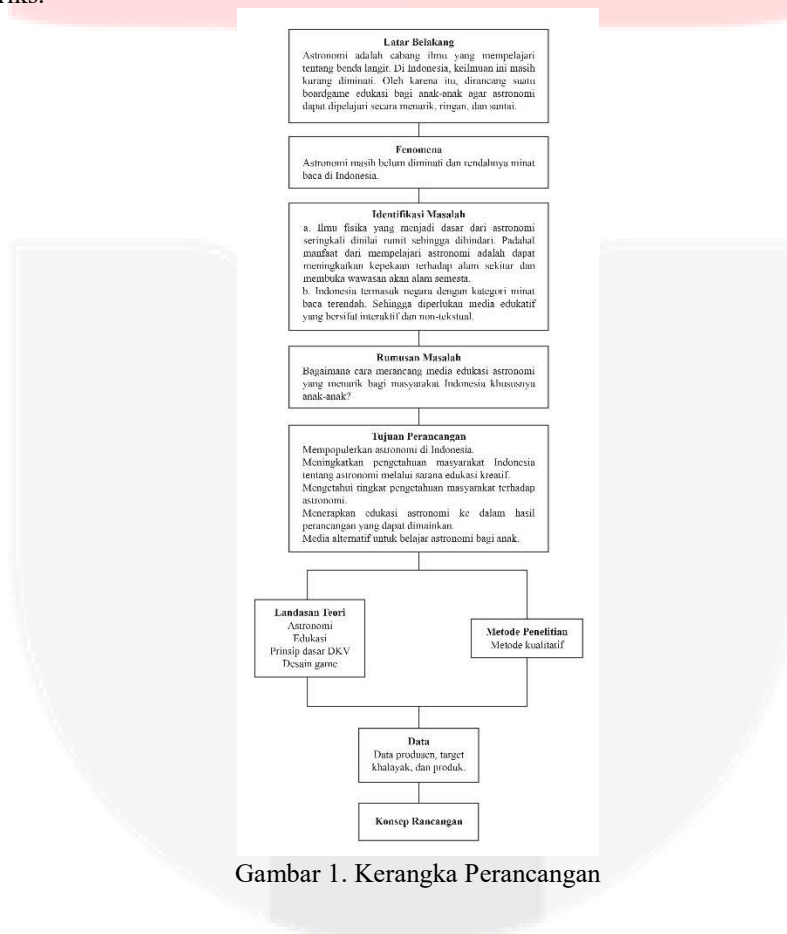 Latar Belakang
Astronomi adalah cabang ilmu yang mempelajari
tentang benda langit. Di Indonesia, keilmuan ini masih
kurang diminati. Oleh karena itu, dirancang suatu
boardgame edukasi bagi anak-anak agar astronomi
dapat dipelajari secara menarik, ringan, dan santai.
Fenomena
Astronomi masih belum diminati dan rendahnya minat
baca di Indonesia.
Identifikasi Masalah
a. Ilmu fisika yang menjadi dasar dari astronomi
seringkali dinilai rumit sehingga dihindari. Padahal
manfaat dari mempelajari astronomi adalah dapat
meningkatkan kepekaan terhadap alam sekitar dan
membuka wawasan akan alam semesta.
b. Indonesia termasuk negara dengan kategori minat
baca terendah. Sehingga diperlukan media edukatif
yang bersifat interaktif dan non-tekstual.
Rumusan Masalah
Bagaimana cara merancang media edukasi astronomi
yang menarik bagi masyarakat Indonesia khususnya
anak-anak?
Tujuan Perancangan
Mempopulerkan astronomi di Indonesia.
Meningkatkan pengetahuan masyarakat Indonesia
tentang astronomi melalui sarana edukasi kreatif.
Mengetahui tingkat pengetahuan masyarakat terhadap
astronomi.
Menerapkan edukasi astronomi ke dalam hasil
perancangan yang dapat dimainkan.
Media alternatif untuk belajar astronomi bagi anak.
Landasan Teori
Astronomi
Edukasi
Prinsip dasar DKV
Desain game
Metode Penelitian
Metode kualitatif
Data
Data produsen, target
khalayak, dan produk.
Konsep Rancangan
Gambar 1. Kerangka Perancangan